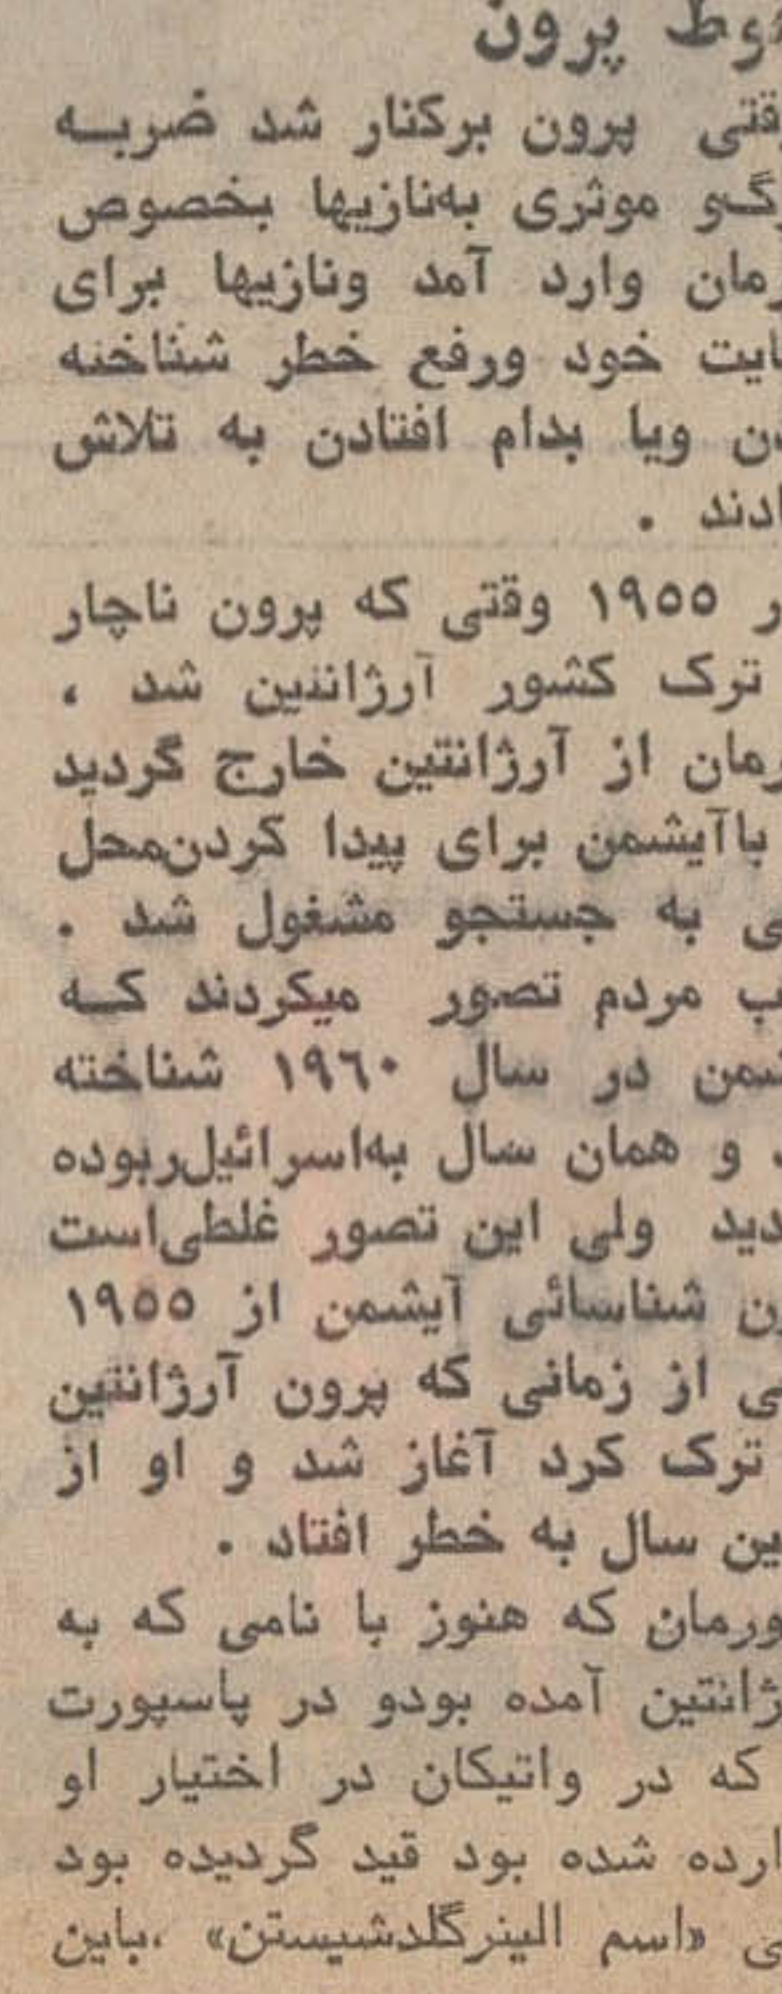 وط پرون
وقتی پرون برکنار شد ضربه
گ و موثری به‌نازیها بخصوص
رمان وارد آمد ونازیها برای
ایت خود ورفع خطر شناخته
دن ویا بدام افتادن به تلاش
ادند .
ر ۱۹۵۵ وقتی که پرون ناچار
ترک کشور آرژانتین شد ،
رمان از آرژانتین خارج گردید
باآیشمن برای پیدا کردن‌محل
ی به جستجو مشغول شد .
ب مردم تصور میکردند که
شمن در سال ۱۹۶۰ شناخته
و همان سال به‌اسرائیل‌ربوده
دید ولی این تصور غلطی‌است
ن شناسائی آیشمن از ۱۹۵۵
ی از زمانی که پرون آرژانتین
ترک کرد آغاز شد و او از
ین سال به خطر افتاد .
ورمان که هنوز با نامی که به
ژانتین آمده بودو در پاسپورت
که در واتیکان در اختیار او
ارده شده بود قید گردیده بود
ی «اسم الینرگلدشیستن» ،باین